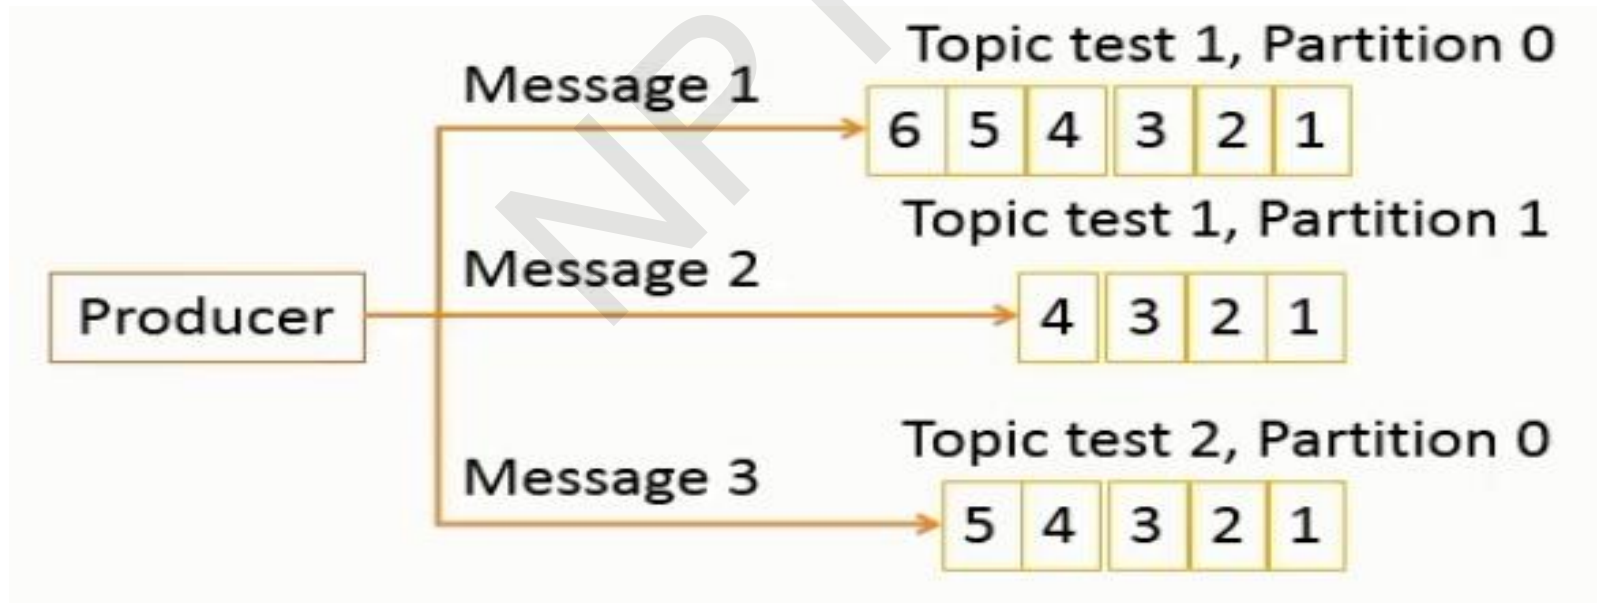 Topic test 1, Partition 0
Message 1
6 5 4 3 2 1
Topic test 1, Partition 1
Message 2
Producer
4 3 2 1
Topic test 2, Partition 0
Message 3
5 4 3 2 1